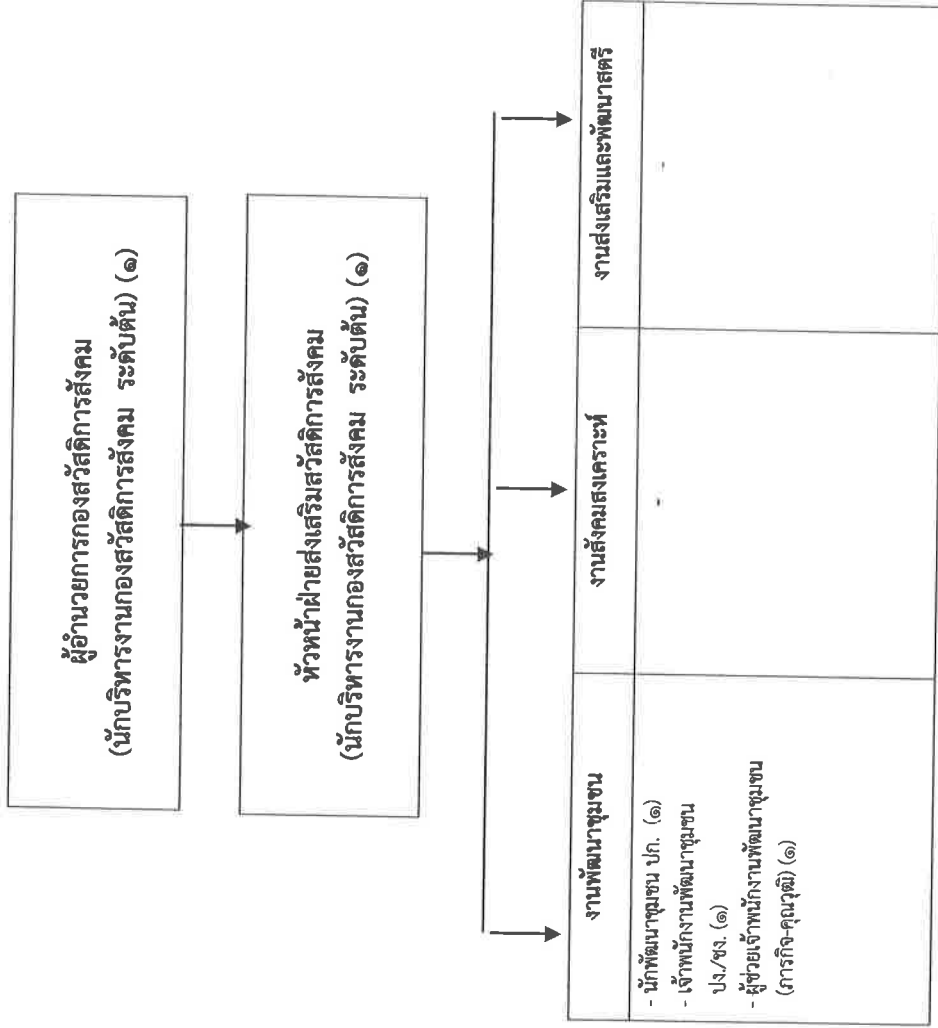 ผู้อำนวยการกองสวัสดิการสังคม
(นักบริหารงานกองสวัสดิการสังคม ระดับต้น) (๑)
หัวหน้าฝ่ายส่งเสริมสวัสดิการสังคม
(นักบริหารงานกองสวัสดิการสังคม ระดับต้น) (๑)
งานพัฒนาชุมชน
- นักพัฒนาชุมชน ปก. (๑)
- เจ้าพนักงานพัฒนาชุมชน
ปง./ชง. (๑)
- ผู้ช่วยเจ้าพนักงานพัฒนาชุมชน
(ภารกิจ-คุณวุฒิ) (๑)
งานสังคมสงเคราะห์
-
งานส่งเสริมและพัฒนาสตรี
-